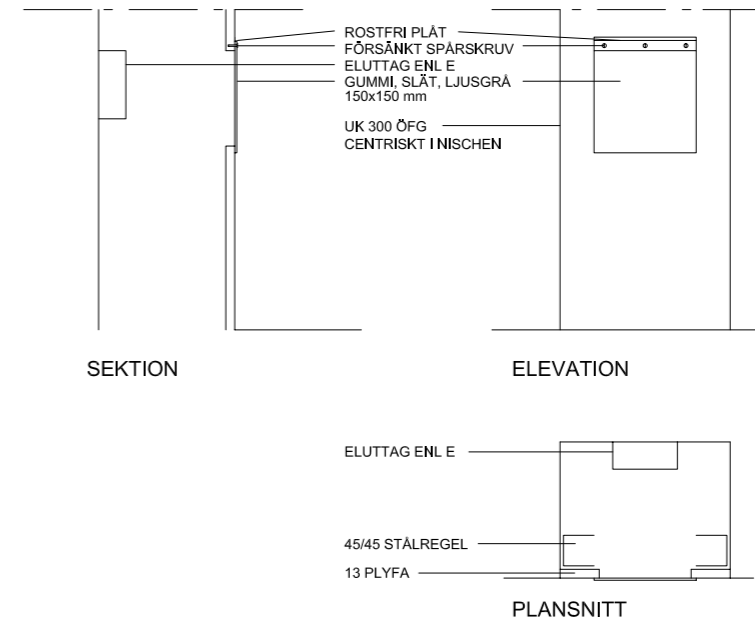 ROSTFRI PLÅT
FÖRSÄNKT SPÅRSKRUV
ELUTTAG ENL E
GUMMI, SLÄT, LJUSGRÅ
150x150 mm
UK 300 ÖFG
CENTRISKT I NISCHEN
SEKTION
ELEVATION
ELUTTAG ENL E
45/45 STÅLREGEL
13 PLYFA
PLANSNITT